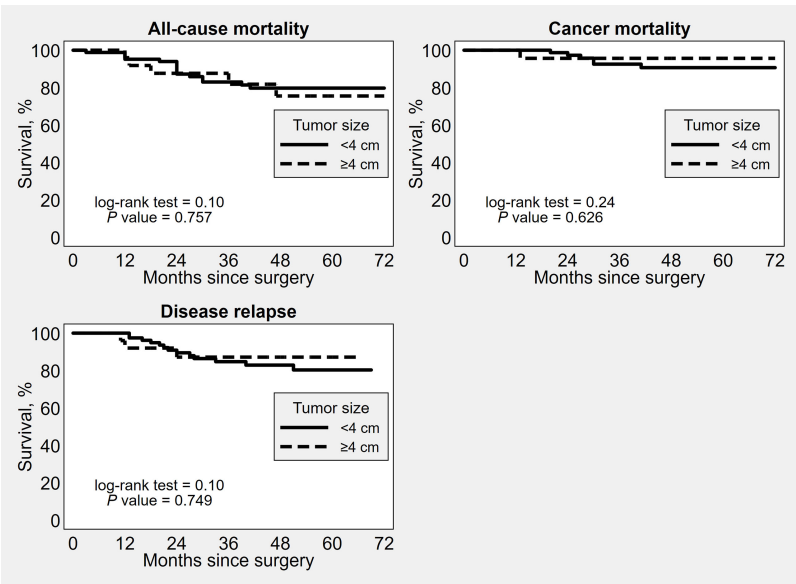 All-cause mortality
Survival, %
100
80
60
40
20
0
Tumor size
<4 cm
≥4 cm
log-rank test = 0.10
P value = 0.757
0 12 24 36 48 60 72
Months since surgery
Cancer mortality
Survival, %
100
80
60
40
20
0
Tumor size
<4 cm
≥4 cm
log-rank test = 0.24
P value = 0.626
0 12 24 36 48 60 72
Months since surgery
Disease relapse
Survival, %
100
80
60
40
20
0
Tumor size
<4 cm
≥4 cm
log-rank test = 0.10
P value = 0.749
0 12 24 36 48 60 72
Months since surgery